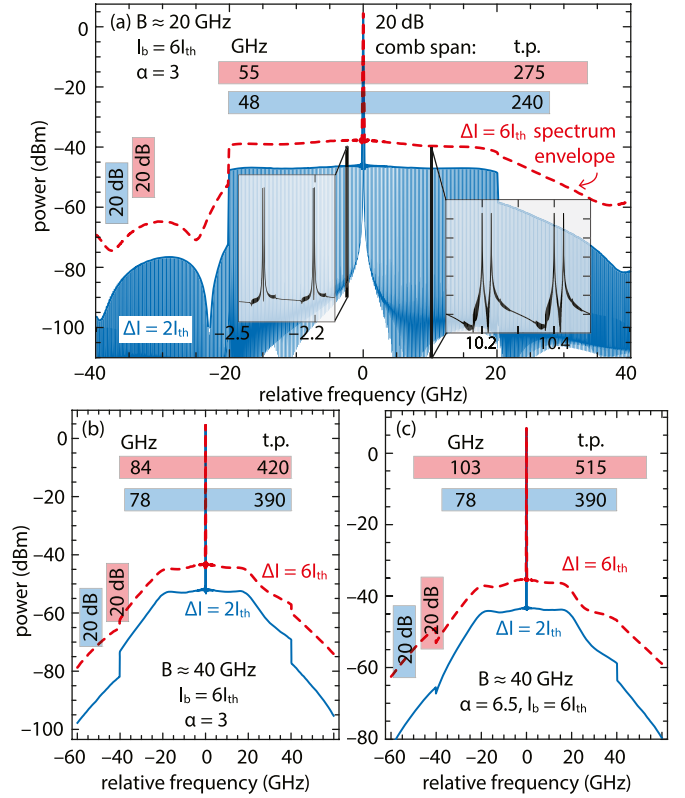 (a) B ≈ 20 GHz
I_b = 6I_th
α = 3
20 dB
comb span:
GHz
t.p.
55
275
48
240
ΔI = 6I_th spectrum
envelope
20 dB
20 dB
ΔI = 2I_th
−2.5
−2.2
10.2
10.4
power (dBm)
0
−20
−40
−60
−80
−100
−40
−20
0
20
40
relative frequency (GHz)
(b)
GHz
t.p.
84
420
78
390
ΔI = 6I_th
ΔI = 2I_th
20 dB
20 dB
B ≈ 40 GHz
I_b = 6I_th
α = 3
power (dBm)
0
−20
−40
−60
−80
−100
−60
−40
−20
0
20
40
60
relative frequency (GHz)
(c)
GHz
t.p.
103
515
78
390
ΔI = 6I_th
ΔI = 2I_th
20 dB
20 dB
B ≈ 40 GHz
α = 6.5, I_b = 6I_th
0
−20
−40
−60
−80
−60
−40
−20
0
20
40
60
relative frequency (GHz)